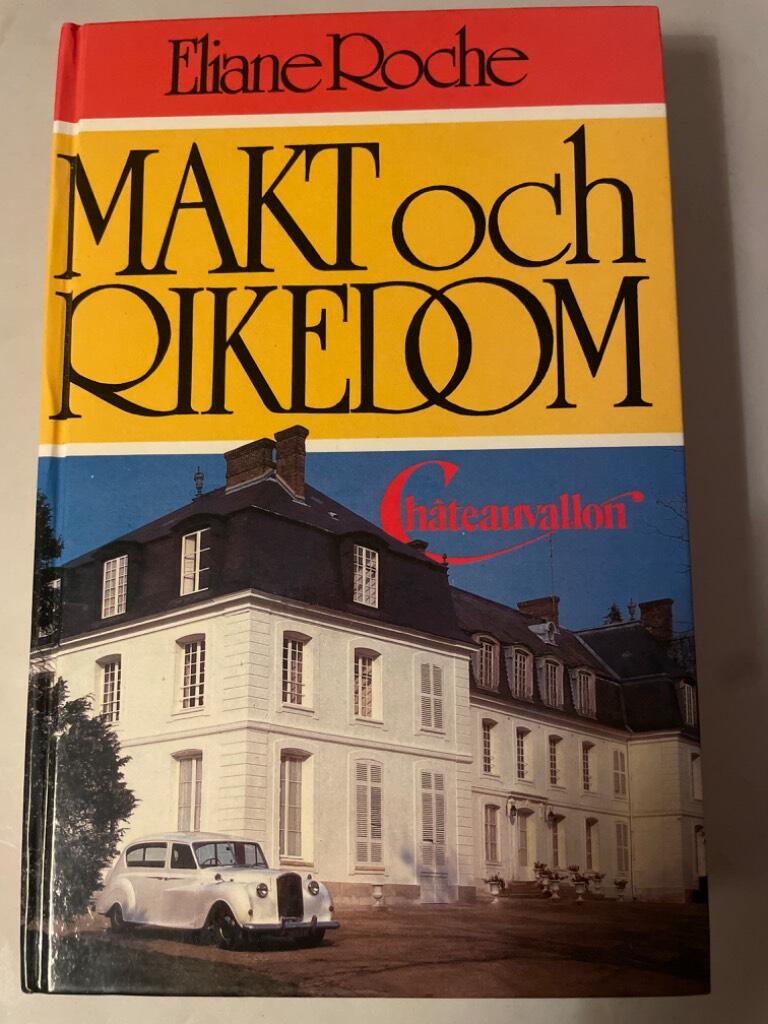 Eliane Roche
MAKT och
RIKEDOM
Châteauvallon